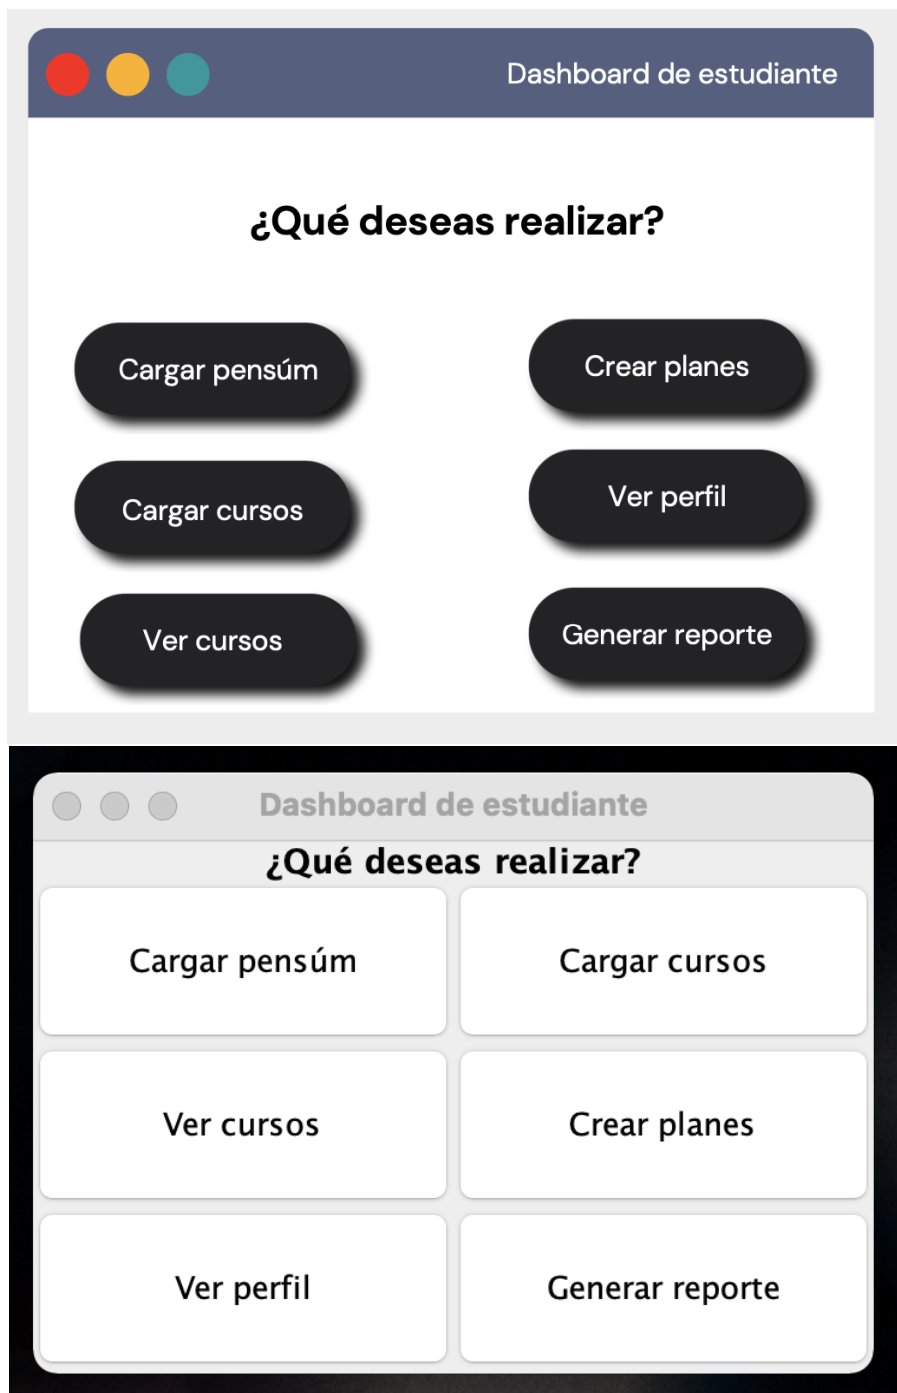 Dashboard de estudiante
¿Qué deseas realizar?
Cargar pensúm
Crear planes
Cargar cursos
Ver perfil
Ver cursos
Generar reporte
Dashboard de estudiante
¿Qué deseas realizar?
Cargar pensúm
Cargar cursos
Ver cursos
Crear planes
Ver perfil
Generar reporte